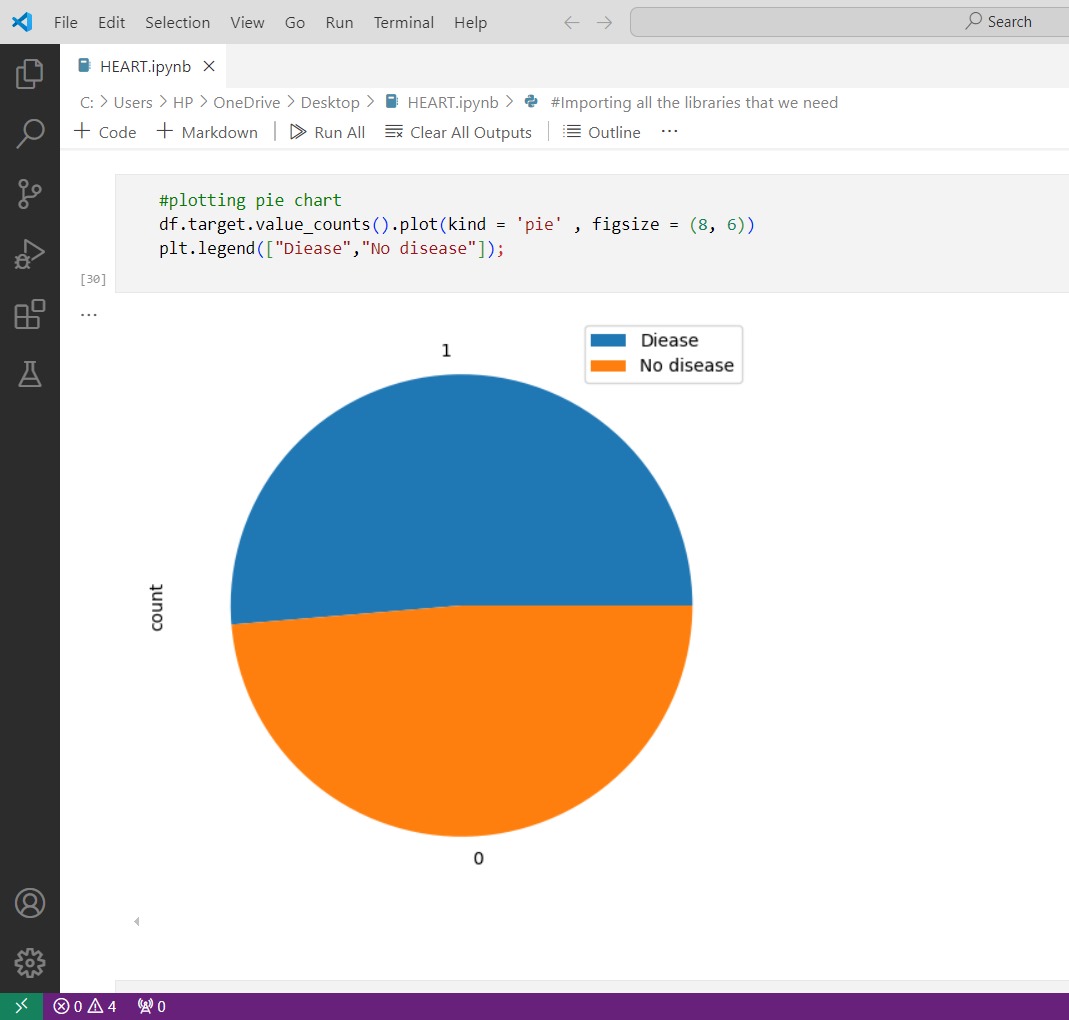 File Edit Selection View Go Run Terminal Help Search
HEART.ipynb
C: > Users > HP > OneDrive > Desktop > HEART.ipynb > #Importing all the libraries that we need
+ Code + Markdown | Run All Clear All Outputs | Outline ...
#plotting pie chart
df.target.value_counts().plot(kind = 'pie' , figsize = (8, 6))
plt.legend(["Diease","No disease"]);
[30]
...
Diease
1
No disease
count
0
0 4 0